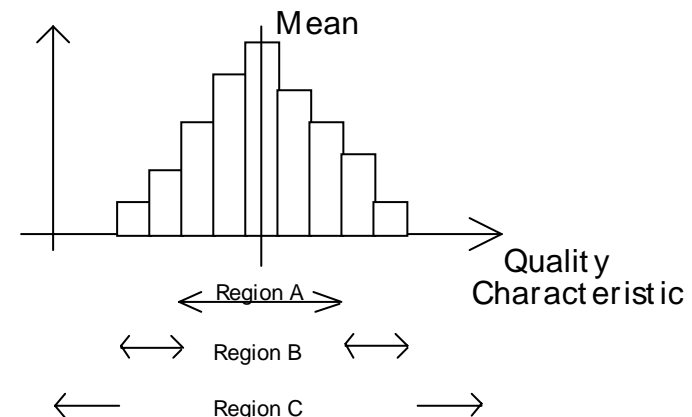 Mean
Quality
Characteristic
Region A
Region B
Region C